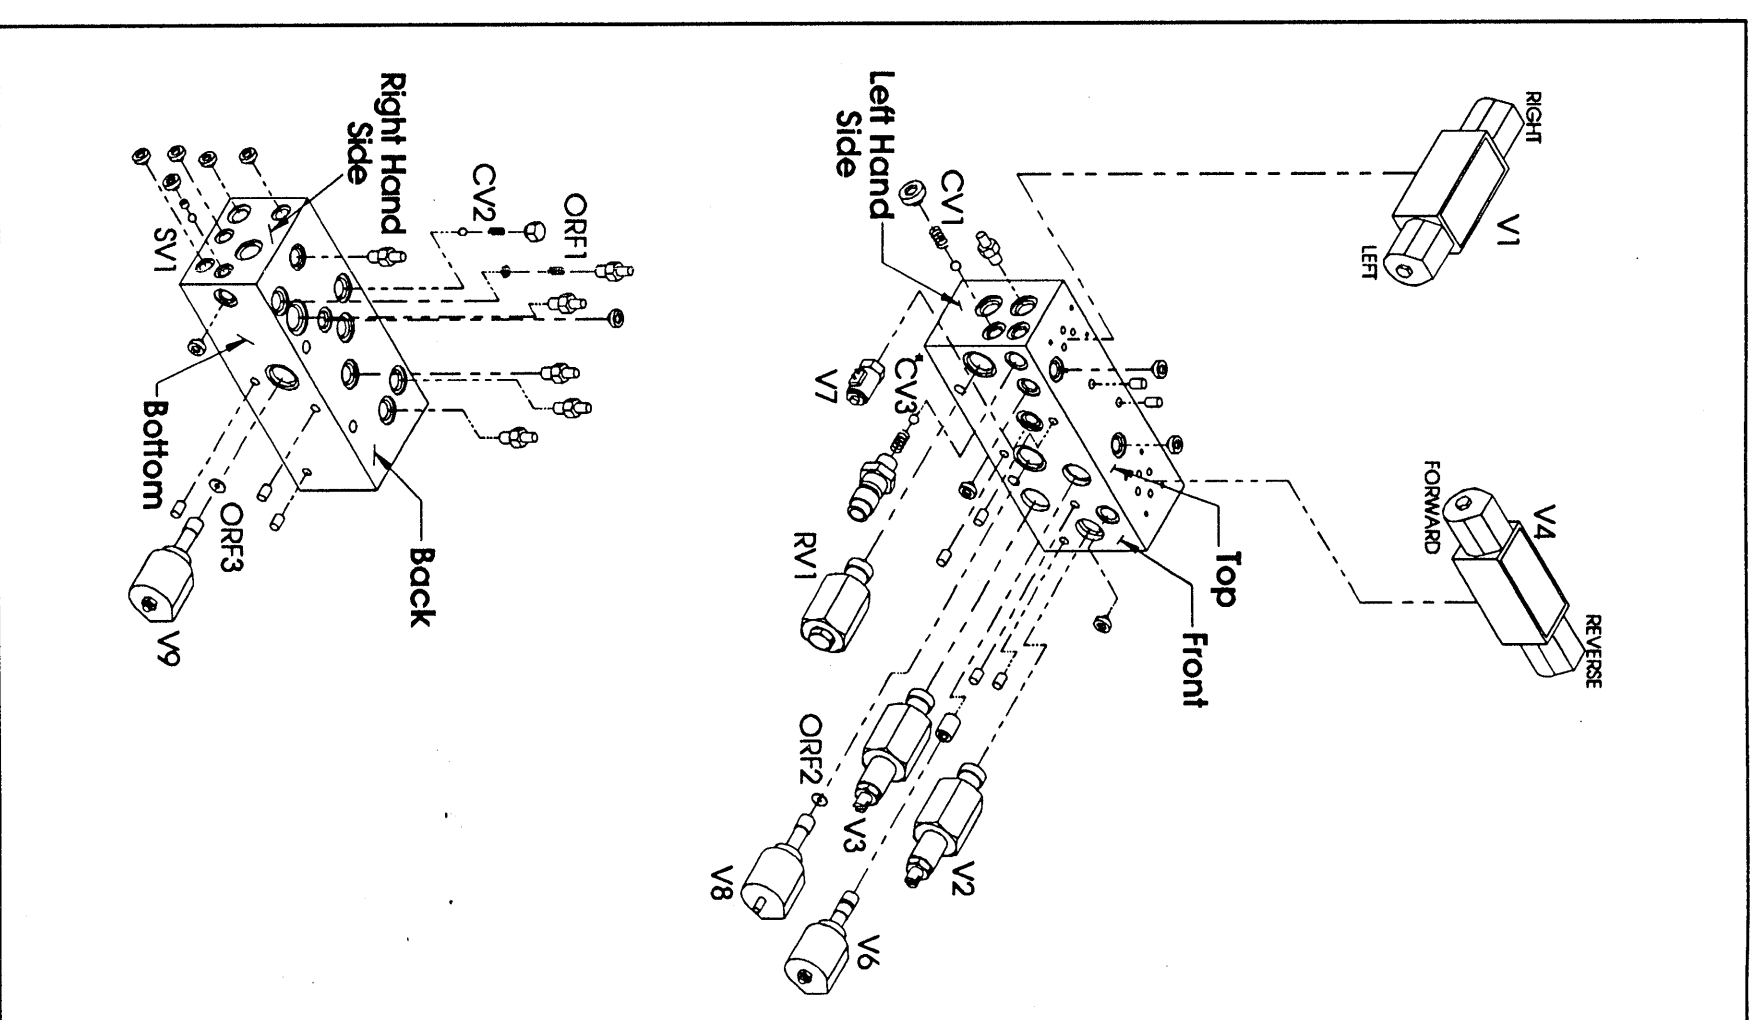 RIGHT
V1
LEFT
V4
FORWARD
REVERSE
Left Hand
Side
CV1
V7
*CV3
RV1
Top
Front
ORF2
V3
V2
V8
V6
Right Hand
Side
CV2
ORF1
SV1
Bottom
Back
ORF3
V9